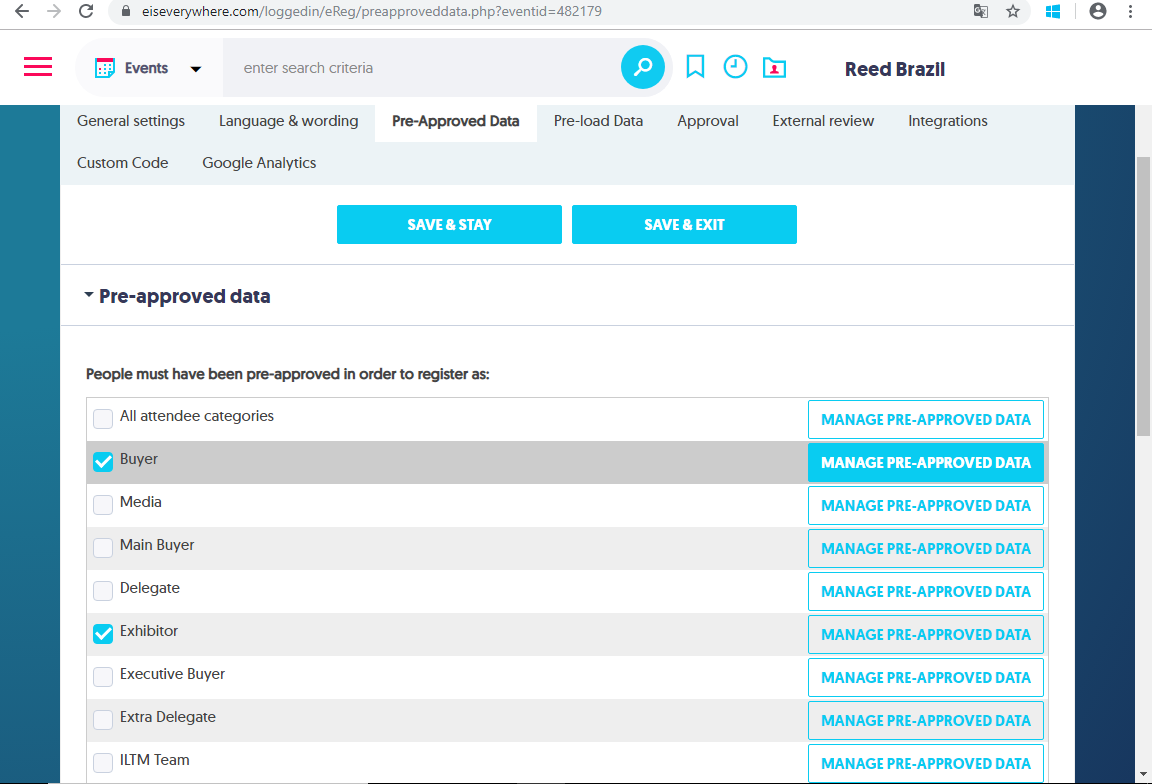 eiseverywhere.com/loggedin/eReg/preapproveddata.php?eventid=482179
Events enter search criteria Reed Brazil
General settings Language & wording Pre-Approved Data Pre-load Data Approval External review Integrations
Custom Code Google Analytics
SAVE & STAY SAVE & EXIT
Pre-approved data
People must have been pre-approved in order to register as:
All attendee categories MANAGE PRE-APPROVED DATA
Buyer MANAGE PRE-APPROVED DATA
Media MANAGE PRE-APPROVED DATA
Main Buyer MANAGE PRE-APPROVED DATA
Delegate MANAGE PRE-APPROVED DATA
Exhibitor MANAGE PRE-APPROVED DATA
Executive Buyer MANAGE PRE-APPROVED DATA
Extra Delegate MANAGE PRE-APPROVED DATA
ILTM Team MANAGE PRE-APPROVED DATA